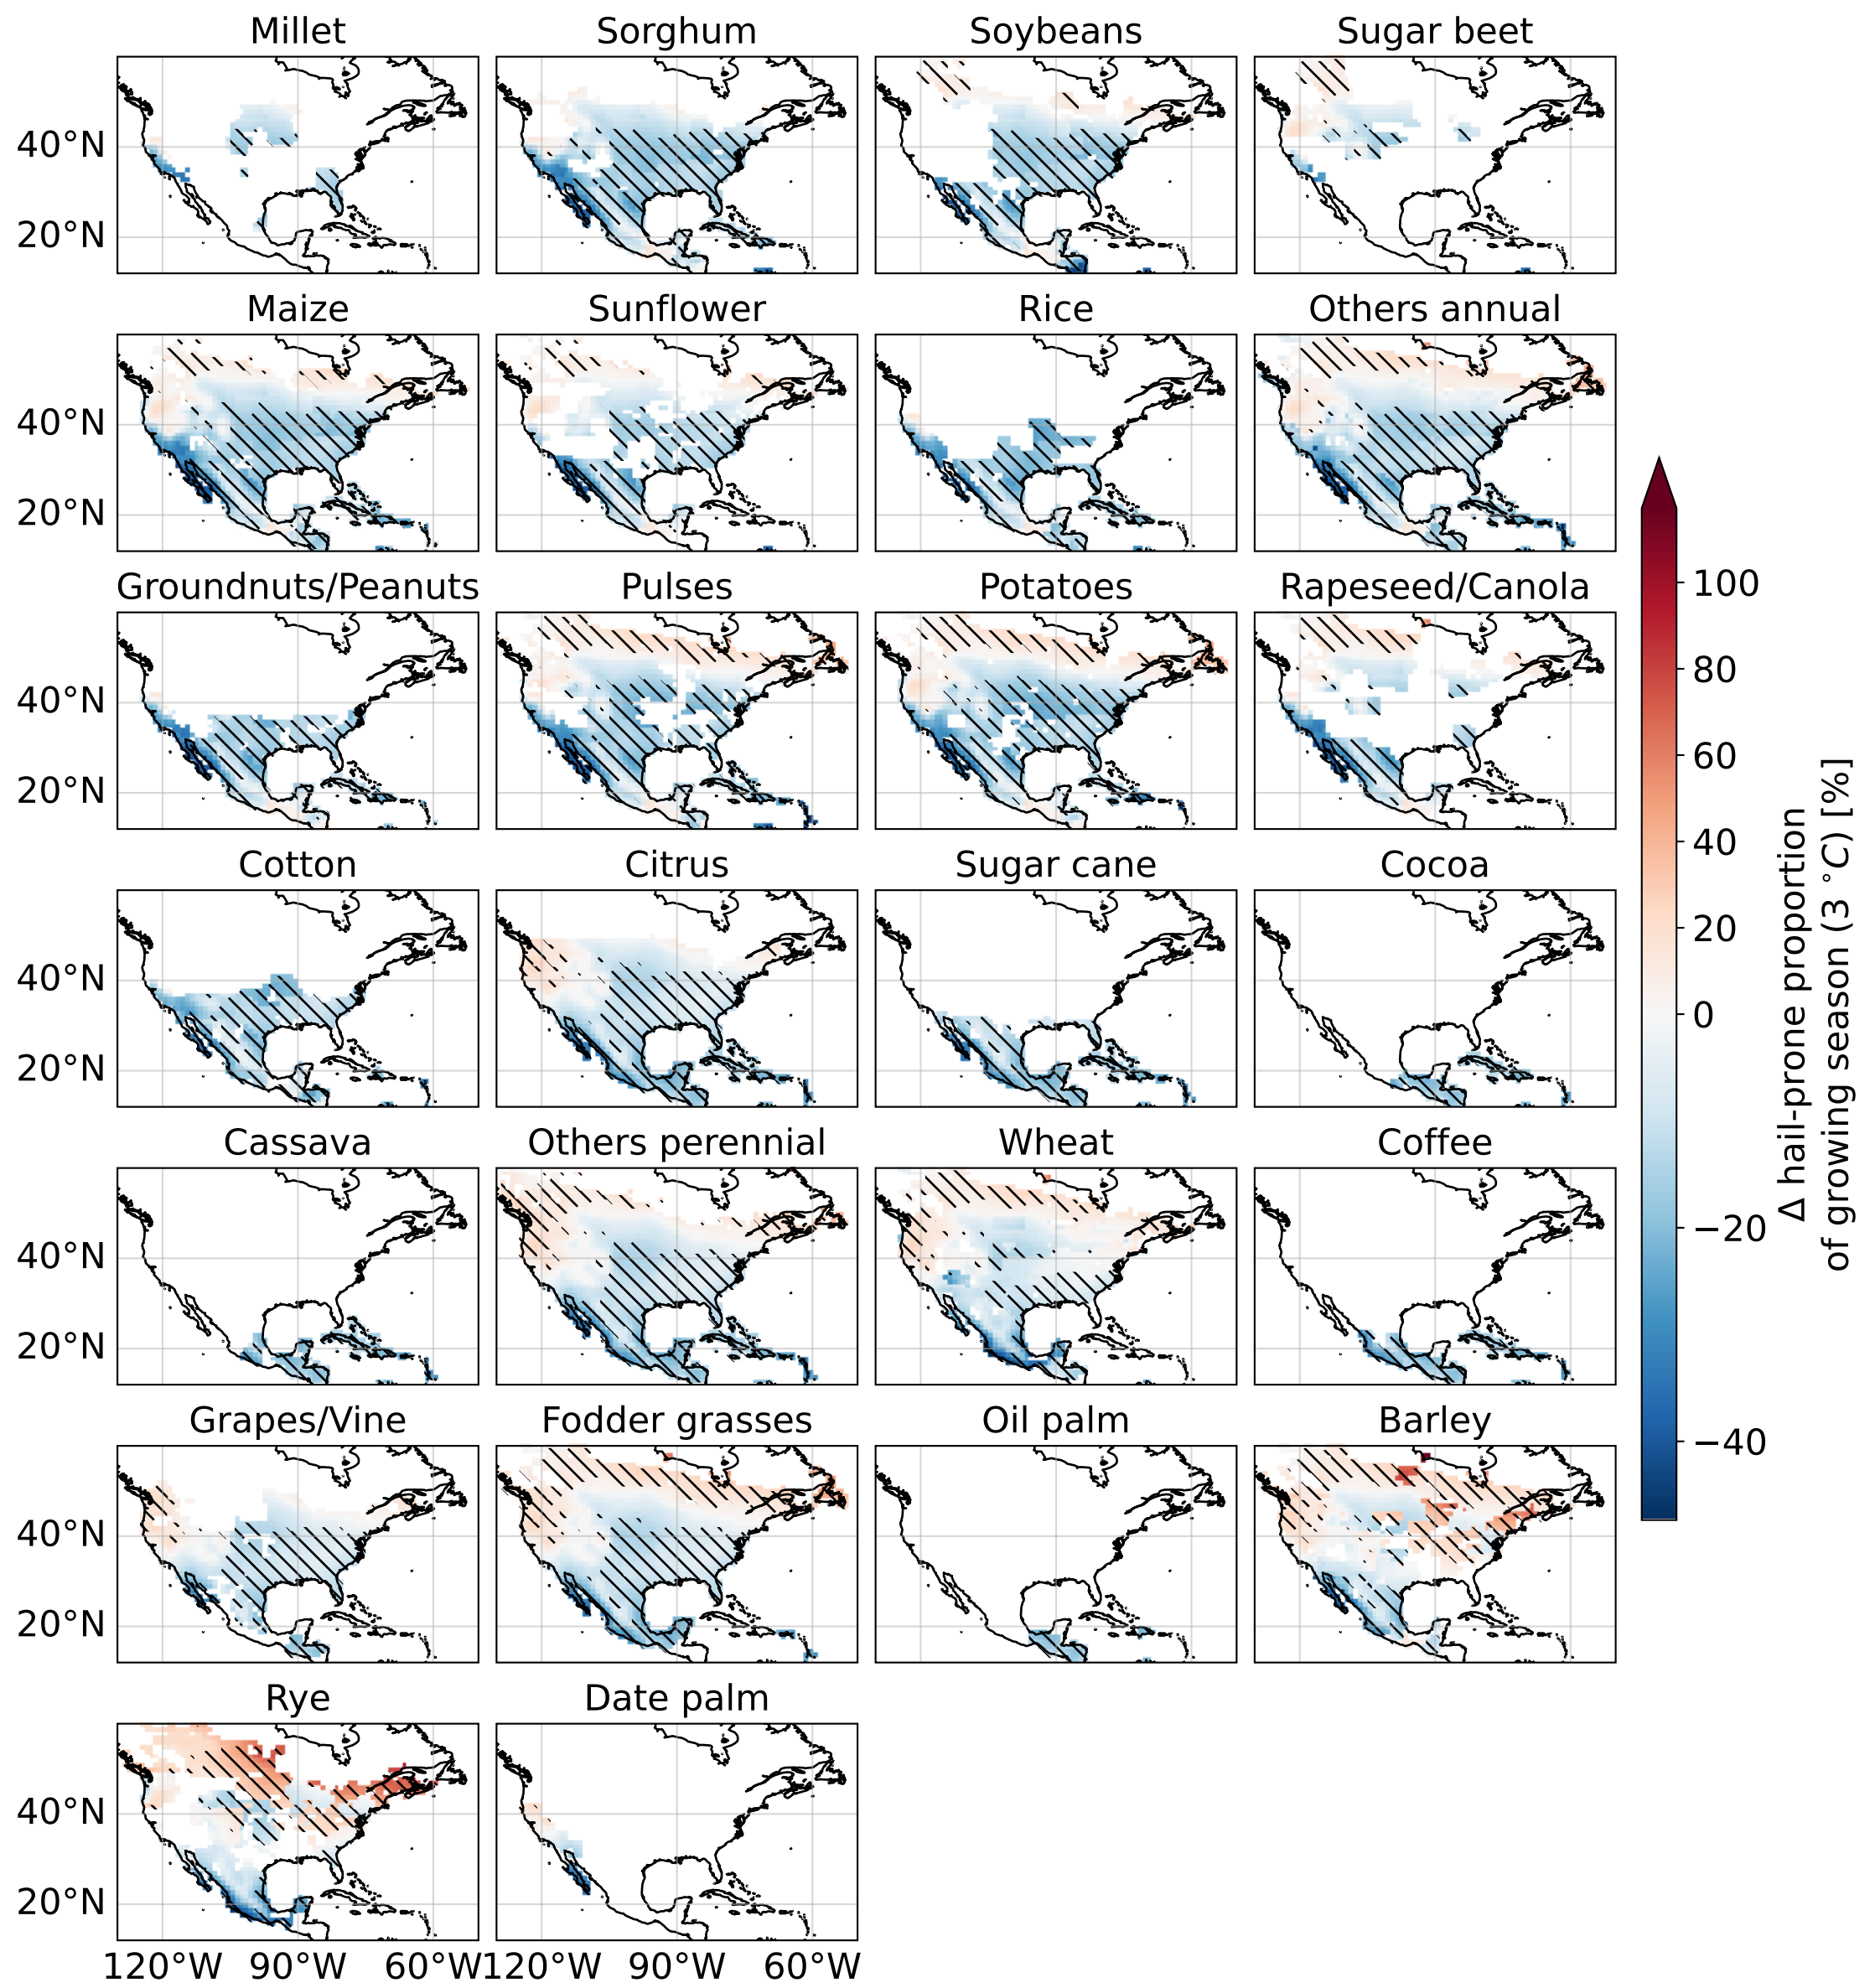 Millet Sorghum Soybeans Sugar beet
40°N
20°N
Maize Sunflower Rice Others annual
40°N
20°N
Groundnuts/Peanuts Pulses Potatoes Rapeseed/Canola
40°N
20°N
Cotton Citrus Sugar cane Cocoa
40°N
20°N
Cassava Others perennial Wheat Coffee
40°N
20°N
Grapes/Vine Fodder grasses Oil palm Barley
40°N
20°N
Rye Date palm
40°N
20°N
120°W 90°W 60°W 120°W 90°W 60°W
100
80
60
40
20
0
−20
−40
Δ hail-prone proportion
of growing season (3 °C) [%]